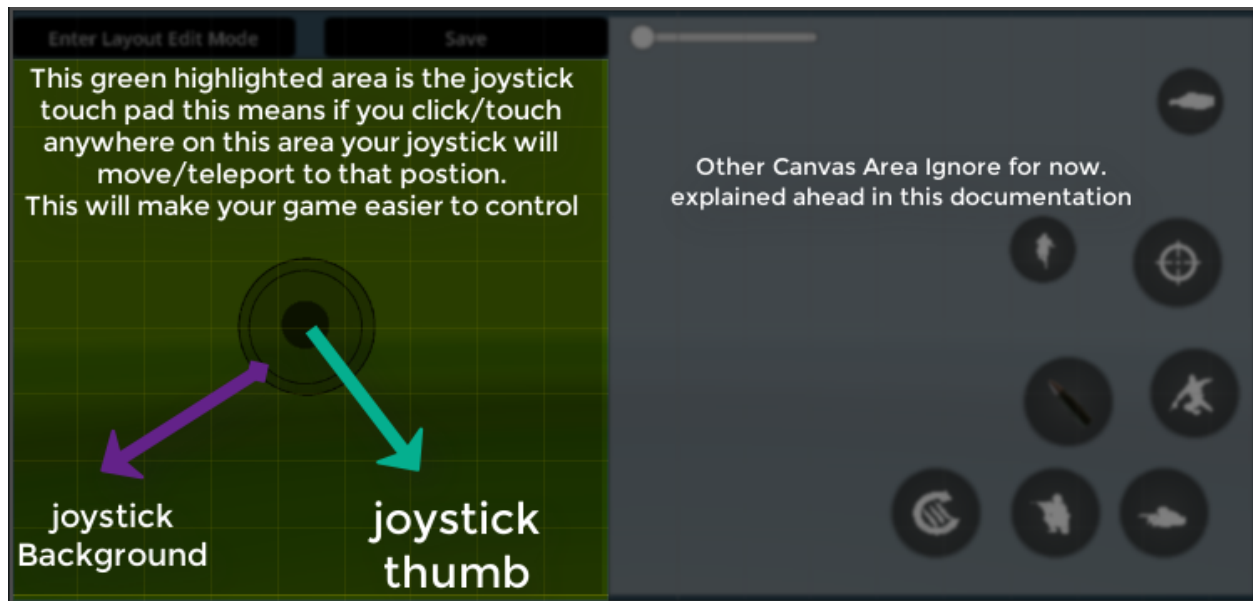 Enter Layout Edit Mode
Save
This green highlighted area is the joystick
touch pad this means if you click/touch
anywhere on this area your joystick will
move/teleport to that postion.
This will make your game easier to control
Other Canvas Area Ignore for now.
explained ahead in this documentation
joystick
Background
joystick
thumb